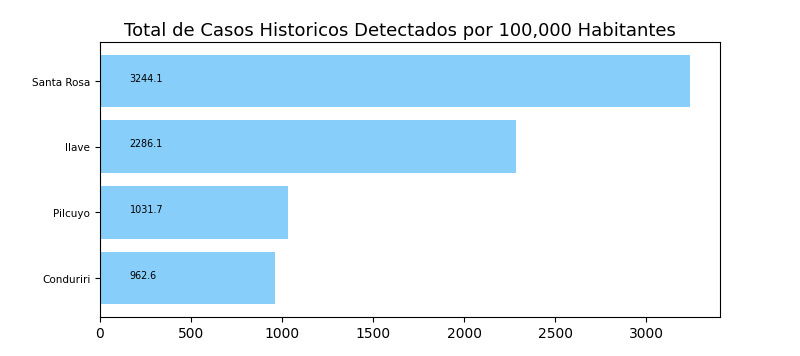 Total de Casos Historicos Detectados por 100,000 Habitantes
Santa Rosa 3244.1
Ilave 2286.1
Pilcuyo 1031.7
Conduriri 962.6
0 500 1000 1500 2000 2500 3000